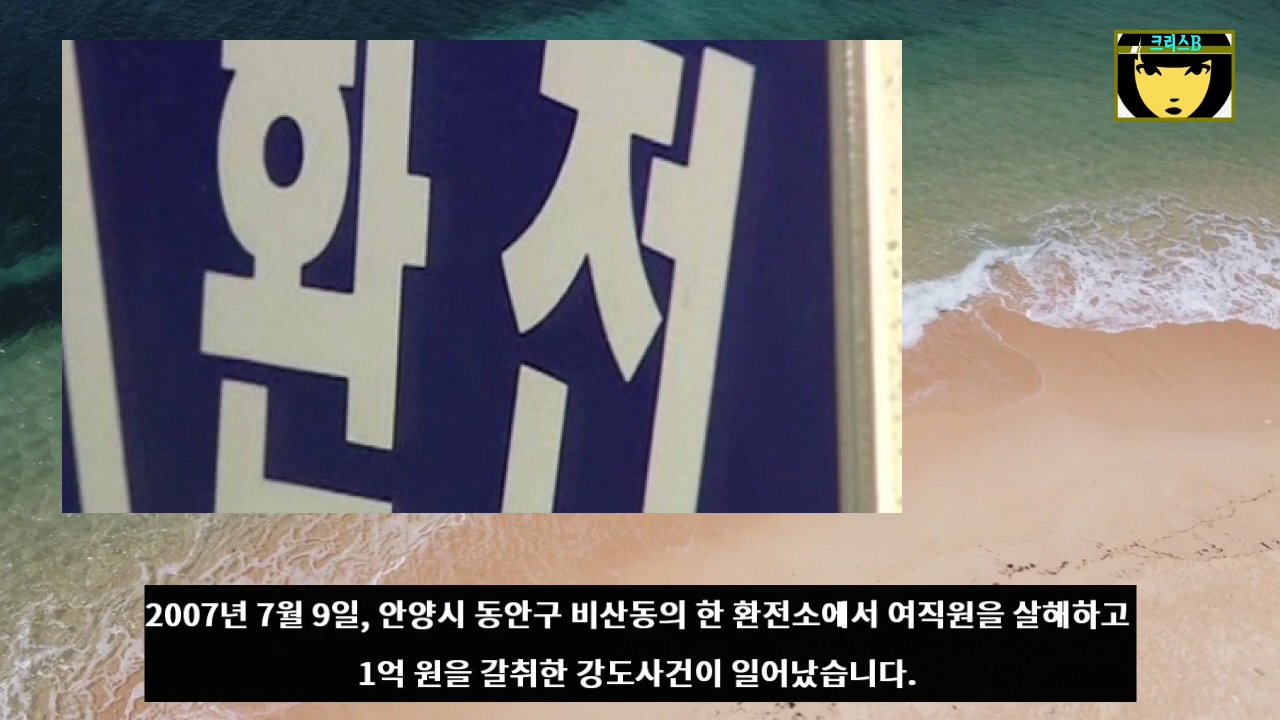 크리스B
환전
2007년 7월 9일, 안양시 동안구 비산동의 한 환전소에서 여직원을 살해하고
1억 원을 갈취한 강도사건이 일어났습니다.